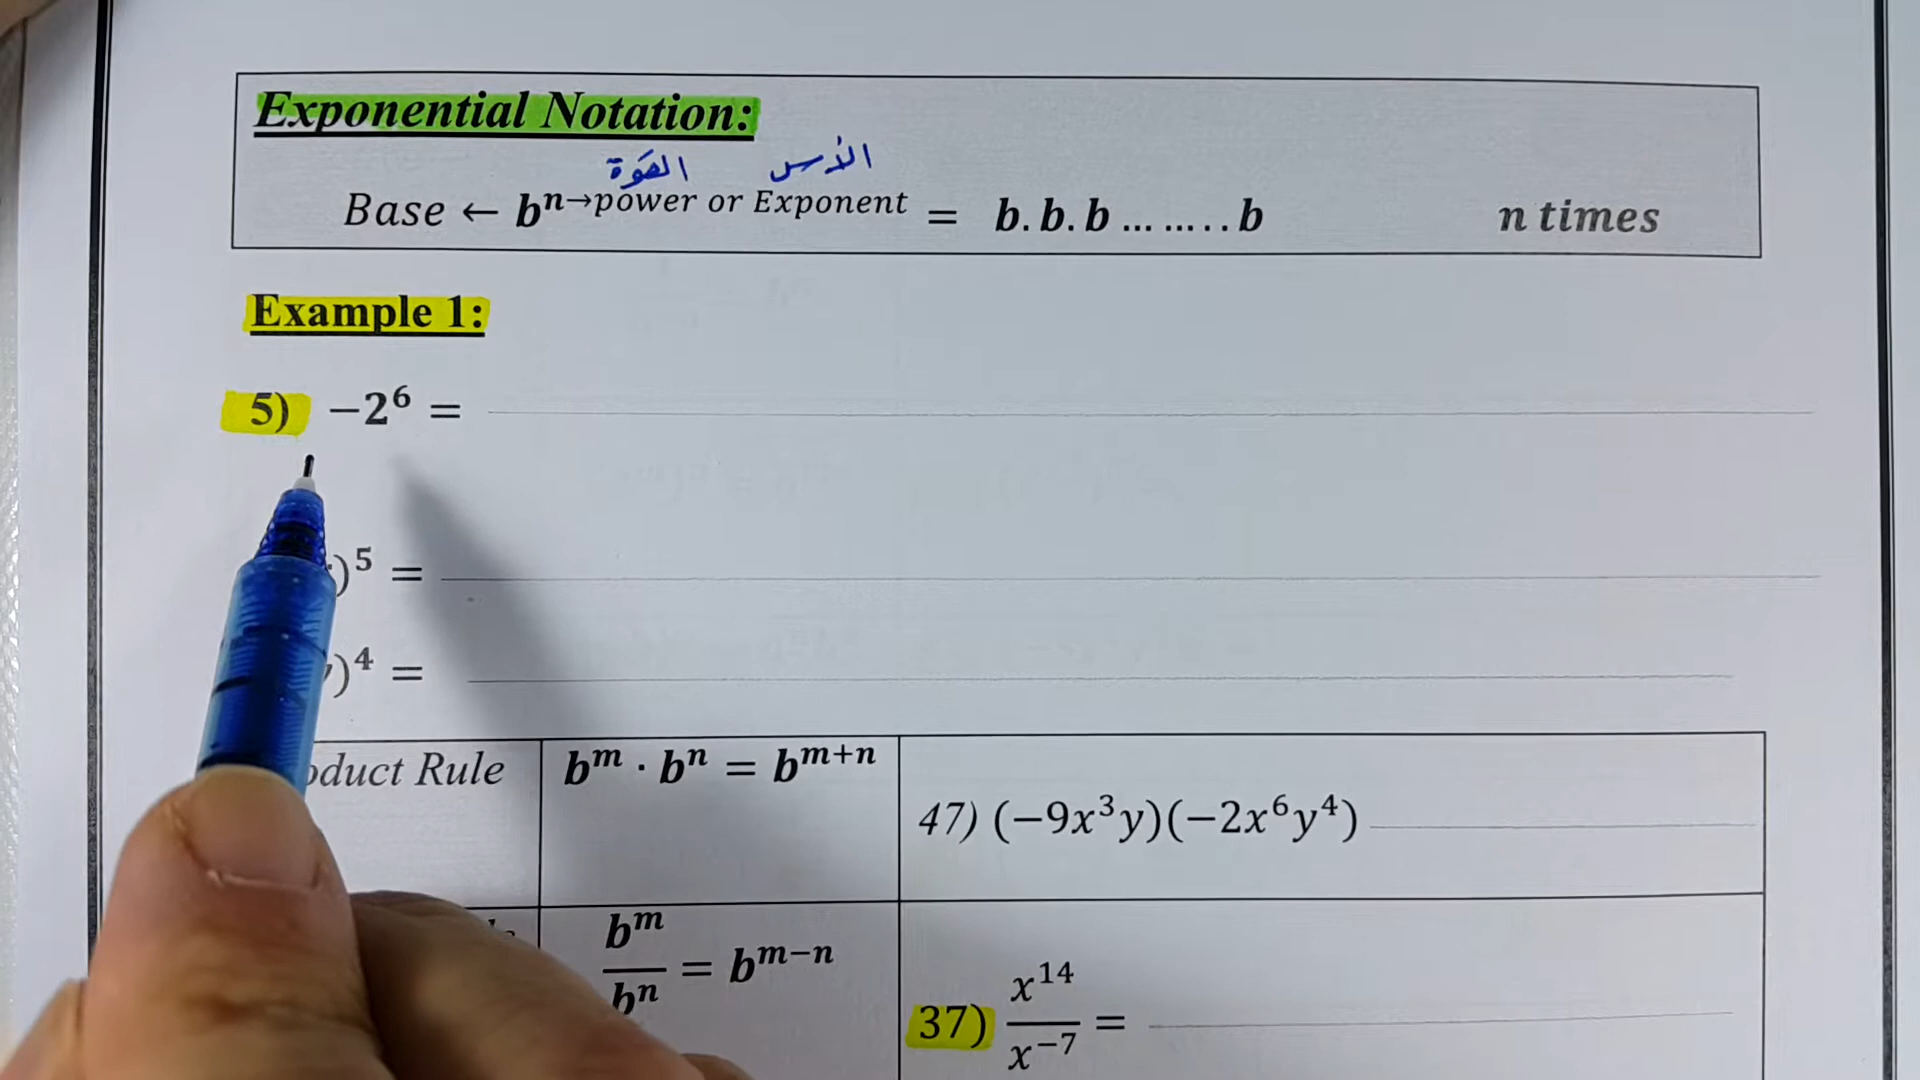 Exponential Notation:
القوة الأس
Base ← bⁿ→power or Exponent = b.b.b ……..b n times
Example 1:
5) −2⁶ =
)⁵ =
)⁴ =
Product Rule bᵐ · bⁿ = bᵐ⁺ⁿ 47) (−9x³y)(−2x⁶y⁴)
bᵐ/bⁿ = bᵐ⁻ⁿ 37) x¹⁴/x⁻⁷ =